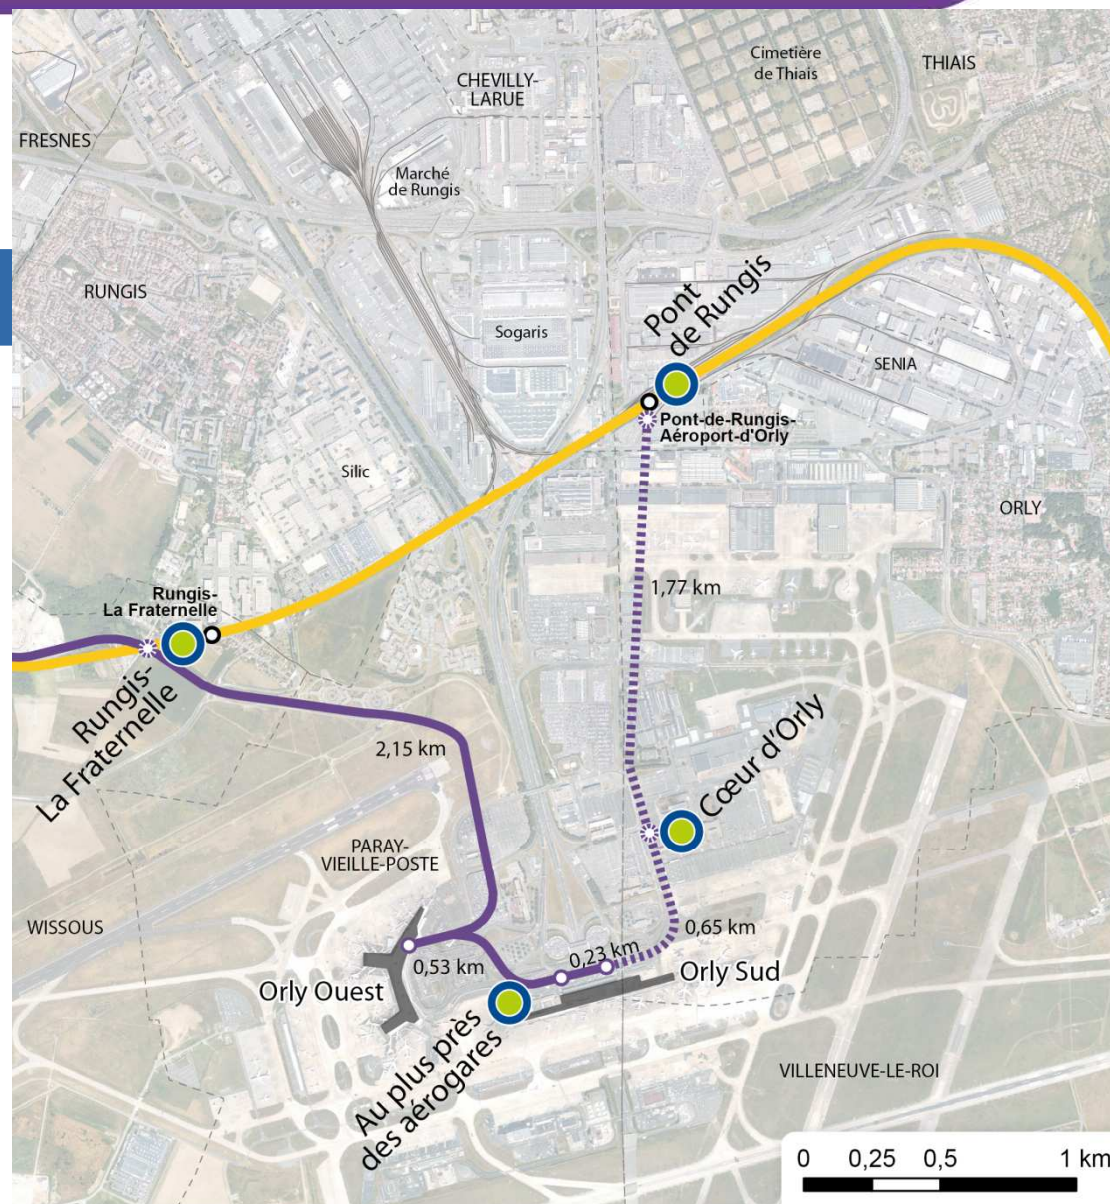 Cimetière
de Thiais
THIAIS
CHEVILLY-
LARUE
FRESNES
Marché
de Rungis
RUNGIS
Pont
de Rungis
Sogaris
SENIA
Pont-de-Rungis-
Aéroport-d'Orly
Silic
ORLY
1,77 km
Rungis-
La Fraternelle
Rungis-
La Fraternelle
2,15 km
Cœur d'Orly
PARAY-
VIEILLE-POSTE
WISSOUS
0,65 km
0,23 km
0,53 km
Orly Sud
Orly Ouest
Au plus près
des aérogares
VILLENEUVE-LE-ROI
0 0,25 0,5 1 km